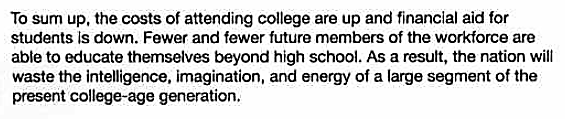 To sum up, the costs of attending college are up and financial aid for
students is down. Fewer and fewer future members of the workforce are
able to educate themselves beyond high school. As a result, the nation will
waste the intelligence, imagination, and energy of a large segment of the
present college-age generation.